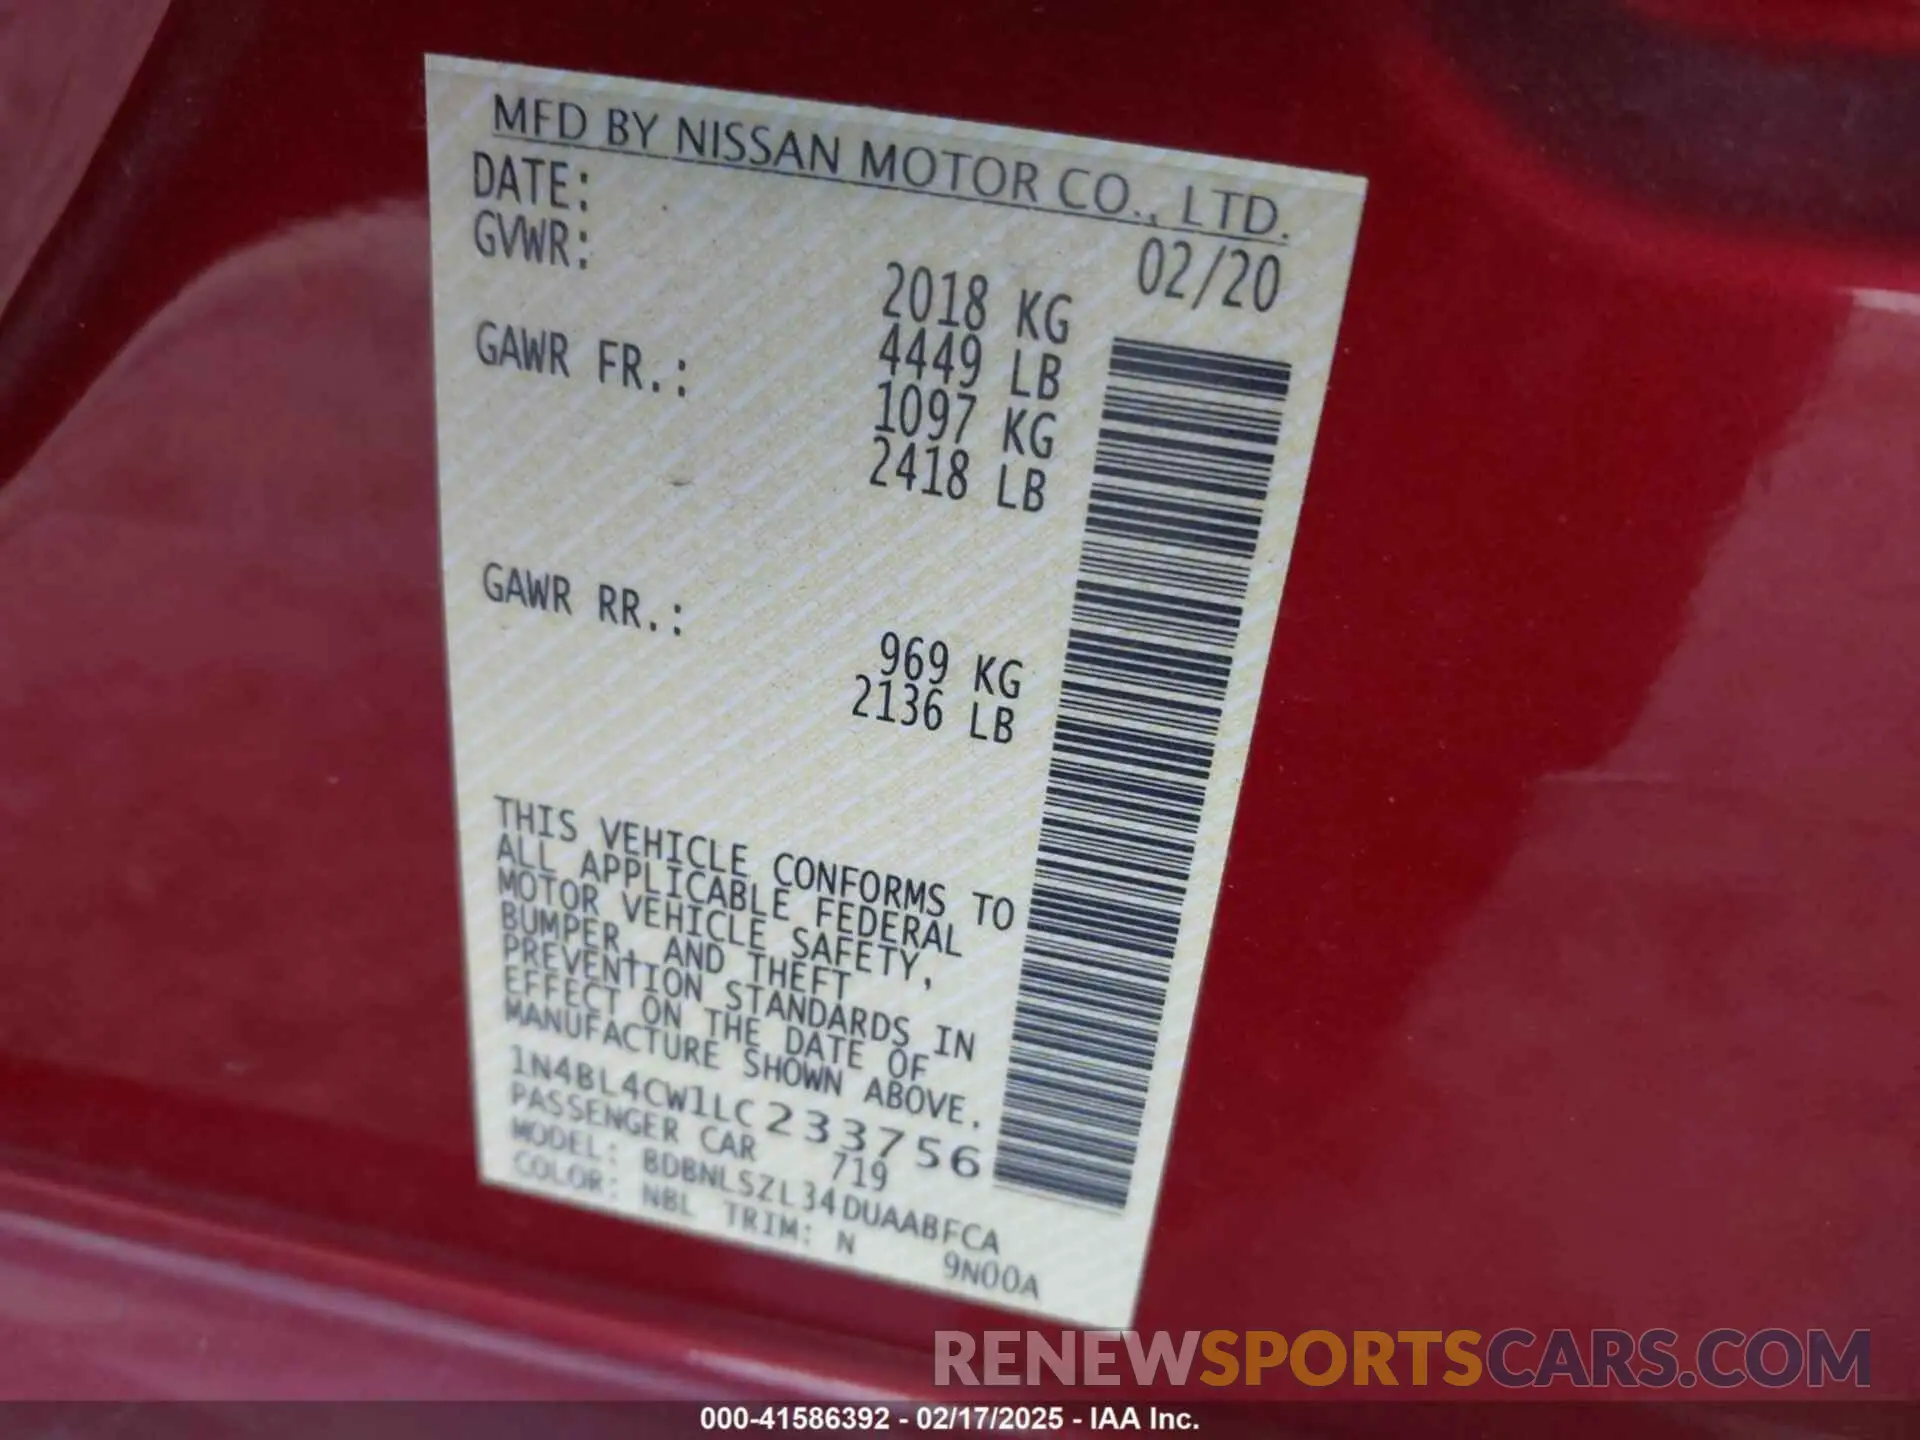 MFD BY NISSAN MOTOR CO., LTD.
DATE: 02/20
GVWR: 2018 KG
4449 LB
GAWR FR.: 1097 KG
2418 LB
GAWR RR.: 969 KG
2136 LB
THIS VEHICLE CONFORMS TO
ALL APPLICABLE FEDERAL
MOTOR VEHICLE SAFETY,
BUMPER, AND THEFT
PREVENTION STANDARDS IN
EFFECT ON THE DATE OF
MANUFACTURE SHOWN ABOVE.
1N4BL4CW1LC233756
PASSENGER CAR 719
MODEL: BDBNLSZL34DUAABFCA
COLOR: NBL TRIM: N 9N00A
RENEWSPORTSCARS.COM
000-41586392 - 02/17/2025 - IAA Inc.